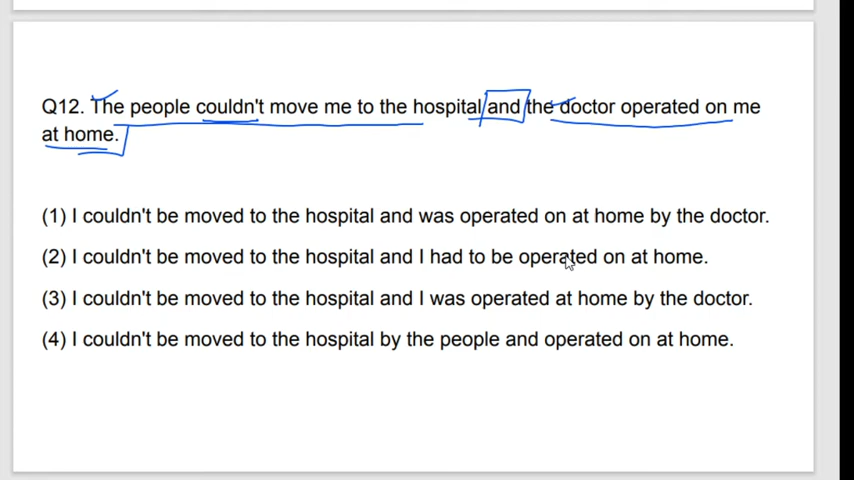 Q12. The people couldn't move me to the hospital and the doctor operated on me
at home.
(1) I couldn't be moved to the hospital and was operated on at home by the doctor.
(2) I couldn't be moved to the hospital and I had to be operated on at home.
(3) I couldn't be moved to the hospital and I was operated at home by the doctor.
(4) I couldn't be moved to the hospital by the people and operated on at home.